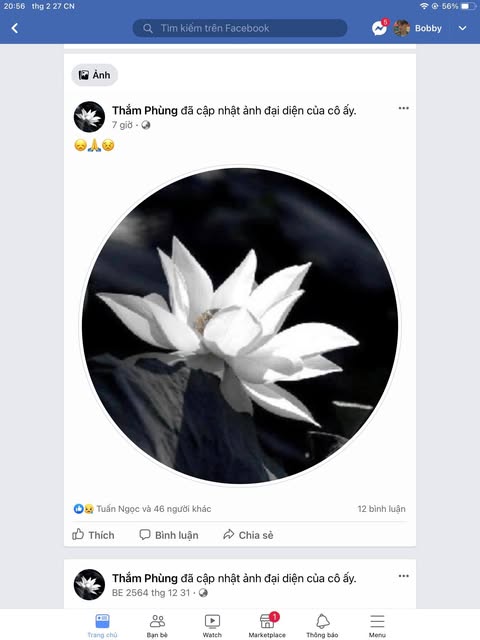 20:56 thg 2 27 CN 56%
Tìm kiếm trên Facebook
5
Bobby
Ảnh
Thắm Phùng đã cập nhật ảnh đại diện của cô ấy.
7 giờ ·
Tuấn Ngọc và 46 người khác
12 bình luận
Thích Bình luận Chia sẻ
Thắm Phùng đã cập nhật ảnh đại diện của cô ấy.
BE 2564 thg 12 31 ·
1
Trang chủ Bạn bè Watch Marketplace Thông báo Menu